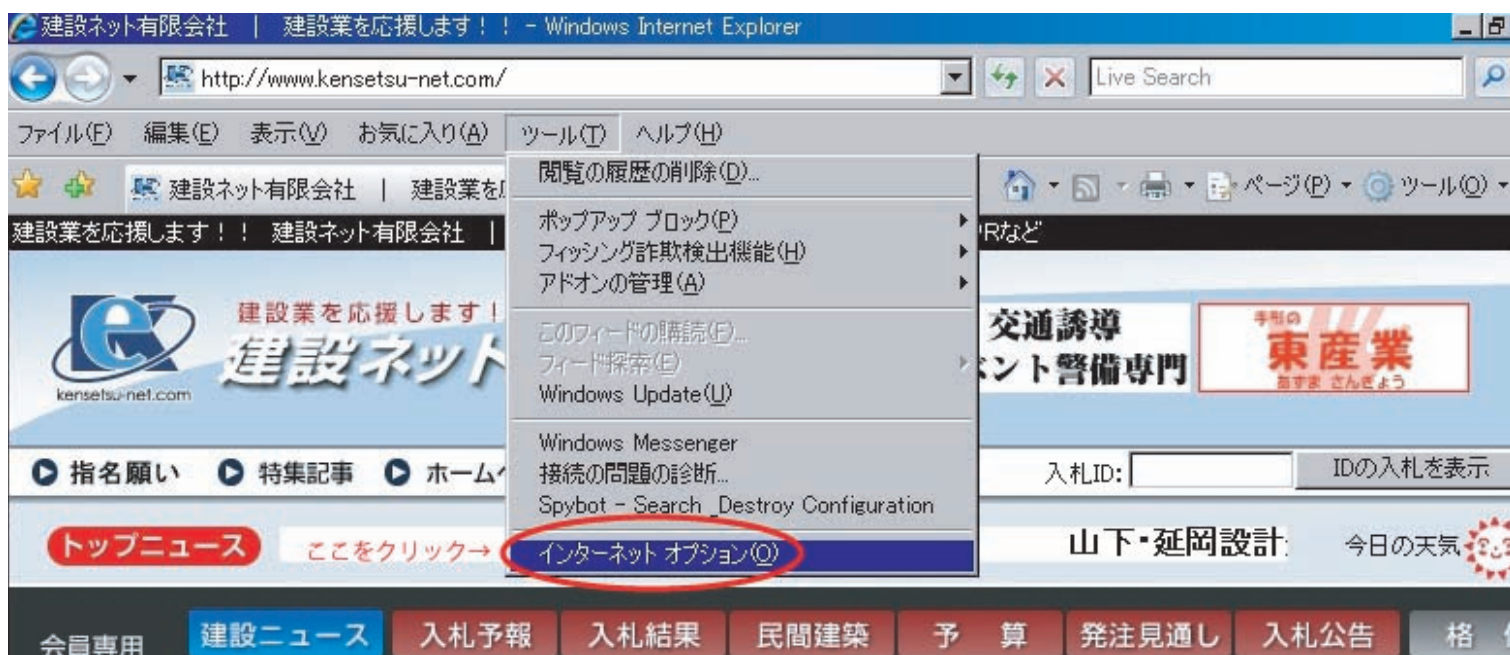 建設ネット有限会社 | 建設業を応援します!! - Windows Internet Explorer
http://www.kensetsu-net.com/
Live Search
ファイル(F) 編集(E) 表示(V) お気に入り(A) ツール(T) ヘルプ(H)
建設ネット有限会社 | 建設業を
ページ(P) ツール(O)
建設業を応援します!! 建設ネット有限会社 |
PRなど
閲覧の履歴の削除(D)...
ポップアップ ブロック(P)
フィッシング詐欺検出機能(H)
アドオンの管理(A)
このフィードの購読(F)...
フィード探索(E)
Windows Update(U)
Windows Messenger
接続の問題の診断...
Spybot - Search _Destroy Configuration
インターネット オプション(O)
建設業を応援します!
建設ネット
kensetsu-net.com
交通誘導
ベント警備専門
手形の
東産業
あずま さんぎょう
指名願い 特集記事 ホームペ
入札ID: IDの入札を表示
トップニュース ここをクリック→
山下・延岡設計 今日の天気
会員専用 建設ニュース 入札予報 入札結果 民間建築 予 算 発注見通し 入札公告 格